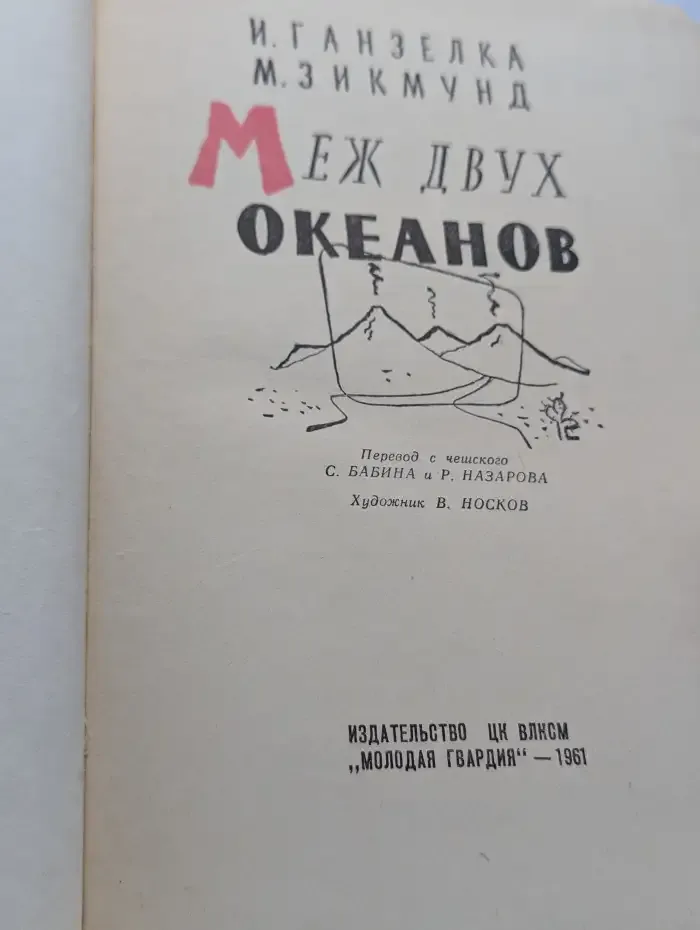 И. ГАНЗЕЛКА
М. ЗИКМУНД
МЕЖ ДВУХ
ОКЕАНОВ
Перевод с чешского
С. БАБИНА и Р. НАЗАРОВА
Художник В. НОСКОВ
ИЗДАТЕЛЬСТВО ЦК ВЛКСМ
„МОЛОДАЯ ГВАРДИЯ“ — 1961